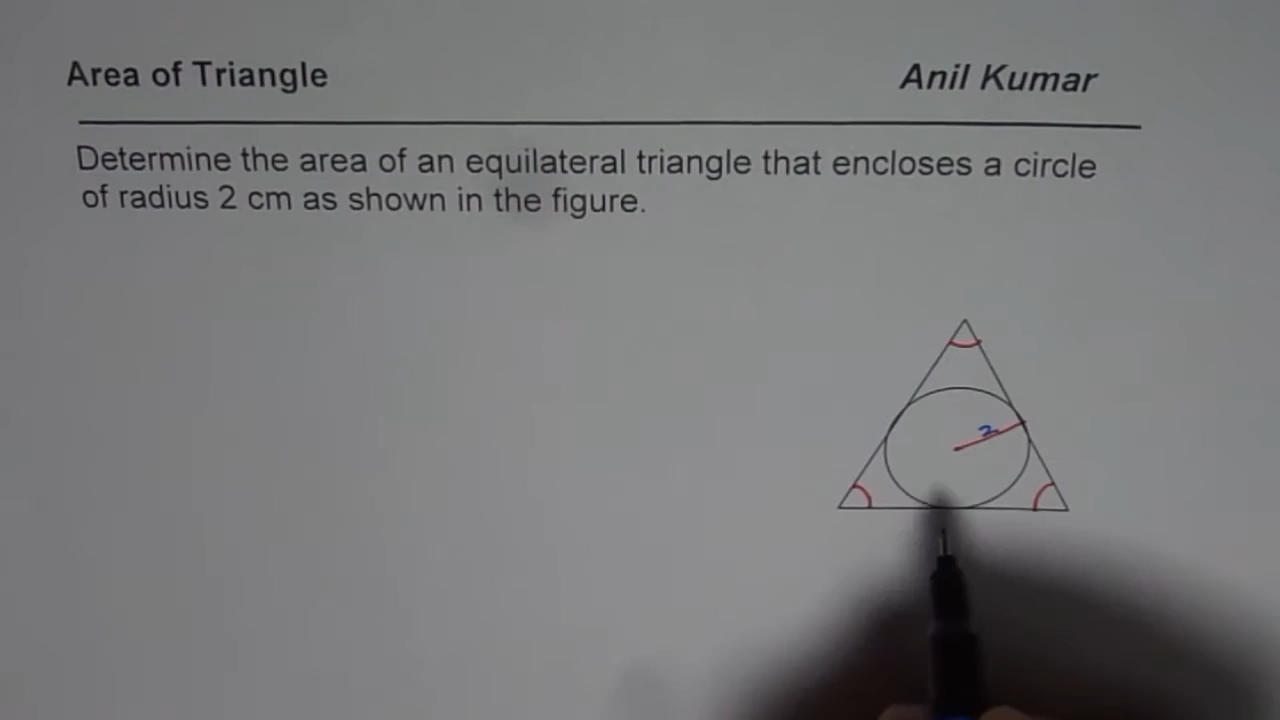 Area of Triangle
Anil Kumar
Determine the area of an equilateral triangle that encloses a circle
of radius 2 cm as shown in the figure.
2